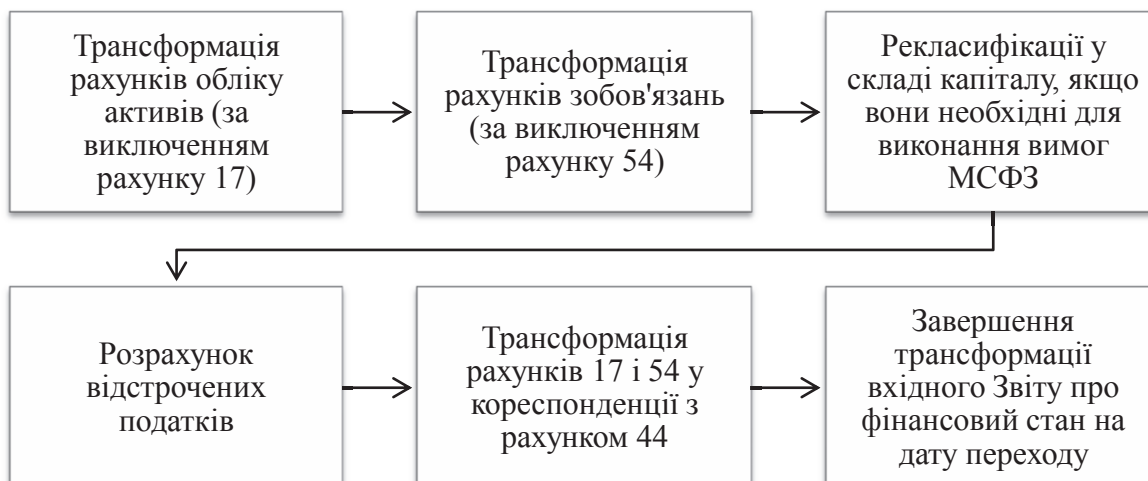 Трансформація
рахунків обліку
активів (за
виключенням
рахунку 17)
Трансформація
рахунків зобов'язань
(за виключенням
рахунку 54)
Рекласифікації у
складі капіталу, якщо
вони необхідні для
виконання вимог
МСФЗ
Розрахунок
відстрочених
податків
Трансформація
рахунків 17 і 54 у
кореспонденції з
рахунком 44
Завершення
трансформації
вхідного Звіту про
фінансовий стан на
дату переходу